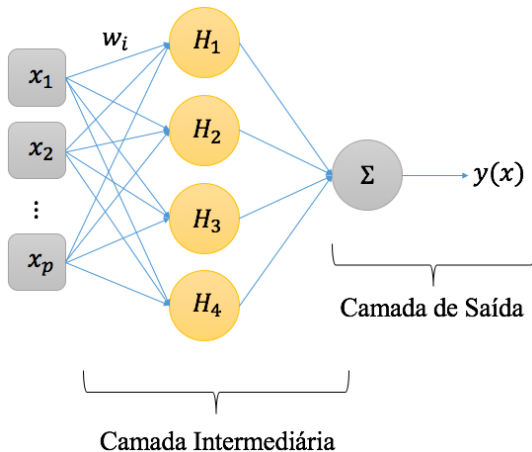 w_i
x_1
x_2
⋮
x_p
H_1
H_2
H_3
H_4
Σ
y(x)
Camada de Saída
Camada Intermediária